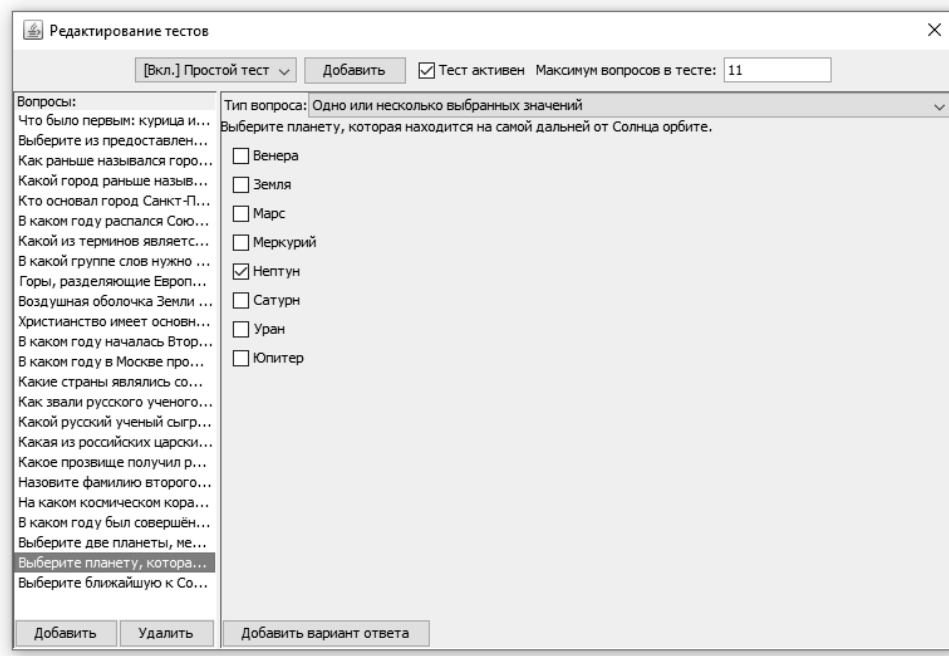 Редактирование тестов
[Вкл.] Простой тест Добавить Тест активен Максимум вопросов в тесте: 11
Вопросы:
Что было первым: курица и...
Выберите из предоставлен...
Как раньше назывался горо...
Какой город раньше назыв...
Кто основал город Санкт-П...
В каком году распался Сою...
Какой из терминов являетс...
В какой группе слов нужно ...
Горы, разделяющие Европ...
Воздушная оболочка Земли ...
Христианство имеет основн...
В каком году началась Втор...
В каком году в Москве про...
Какие страны являлись со...
Как звали русского ученого...
Какой русский ученый сыгр...
Какая из российских царски...
Какое прозвище получил р...
Назовите фамилию второго...
На каком космическом кора...
В каком году был совершён...
Выберите две планеты, ме...
Выберите планету, котора...
Выберите ближайшую к Со...
Добавить Удалить
Тип вопроса: Одно или несколько выбранных значений
Выберите планету, которая находится на самой дальней от Солнца орбите.
Венера
Земля
Марс
Меркурий
Нептун
Сатурн
Уран
Юпитер
Добавить вариант ответа